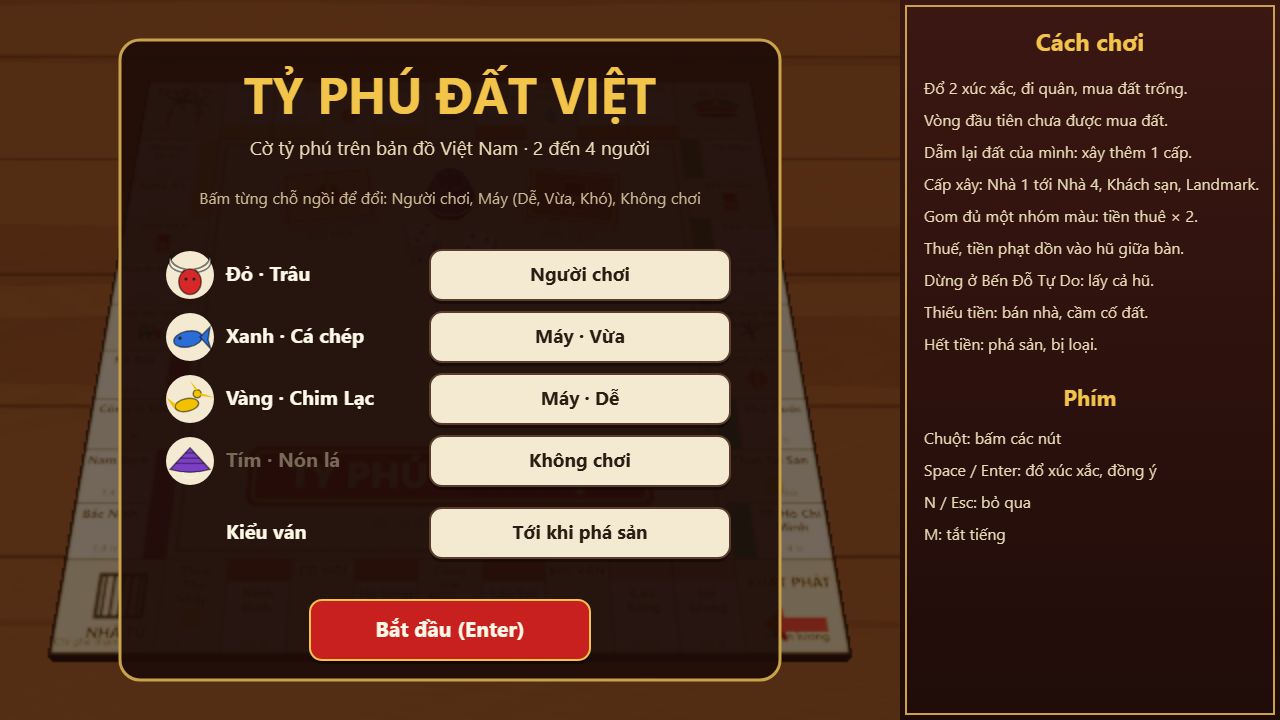 TỶ PHÚ ĐẤT VIỆT
Cờ tỷ phú trên bản đồ Việt Nam · 2 đến 4 người
Bấm từng chỗ ngồi để đổi: Người chơi, Máy (Dễ, Vừa, Khó), Không chơi
Đỏ · Trâu
Người chơi
Xanh · Cá chép
Máy · Vừa
Vàng · Chim Lạc
Máy · Dễ
Tím · Nón lá
Không chơi
Kiểu ván
Tới khi phá sản
Bắt đầu (Enter)
Cách chơi
Đổ 2 xúc xắc, đi quân, mua đất trống.
Vòng đầu tiên chưa được mua đất.
Dẫm lại đất của mình: xây thêm 1 cấp.
Cấp xây: Nhà 1 tới Nhà 4, Khách sạn, Landmark.
Gom đủ một nhóm màu: tiền thuê × 2.
Thuế, tiền phạt dồn vào hũ giữa bàn.
Dừng ở Bến Đỗ Tự Do: lấy cả hũ.
Thiếu tiền: bán nhà, cầm cố đất.
Hết tiền: phá sản, bị loại.
Phím
Chuột: bấm các nút
Space / Enter: đổ xúc xắc, đồng ý
N / Esc: bỏ qua
M: tắt tiếng